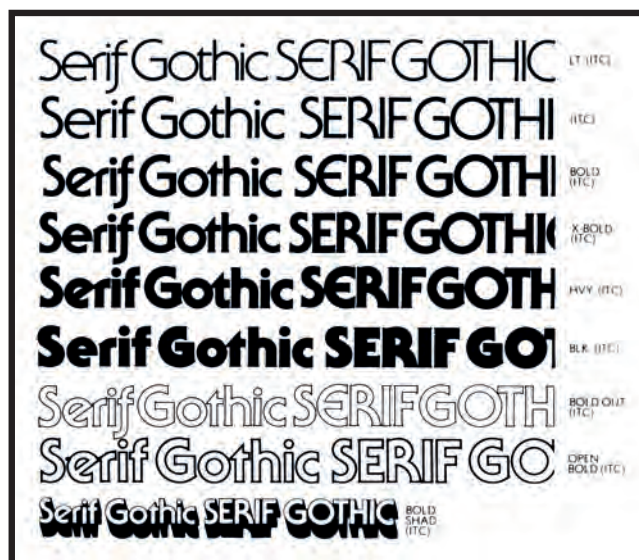 Serif Gothic SERIF GOTHIC LT (ITC)
Serif Gothic SERIF GOTHI (ITC)
Serif Gothic SERIF GOTHI BOLD (ITC)
Serif Gothic SERIF GOTHIC X-BOLD (ITC)
Serif Gothic SERIF GOTH HVY (ITC)
Serif Gothic SERIF GOT BLK (ITC)
Serif Gothic SERIF GOTH BOLD OUT (ITC)
Serif Gothic SERIF GO OPEN BOLD (ITC)
Serif Gothic SERIF GOTHIC BOLD SHAD (ITC)